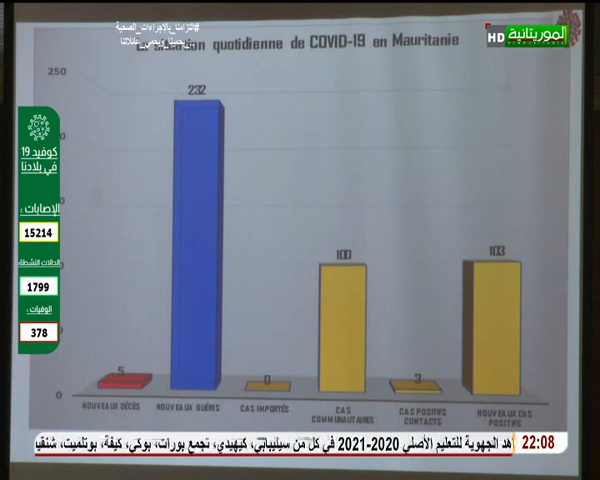 #التزامنا_بالإجراءات_الصحية
الموريتانية
HD
situation quotidienne de COVID-19 en Mauritanie
250
232
كوفيد 19
في بلادنا
الإصابات :
15214
الحالات النشطة:
1799
الوفيات :
378
5
0
100
3
103
0
NOUVEAUX DÉCÈS
NOUVEAUX GUÉRIS
CAS IMPORTÉS
CAS COMMUNAUTAIRES
CAS POSITIFS CONTACTS
NOUVEAUX CAS POSITIFS
22:08
هد الجهوية للتعليم الأصلي 2020-2021 في كل من سيليبابي، كيهيدي، تجمع بورات، بوكي، كيفة، بوتلميت، شنقي